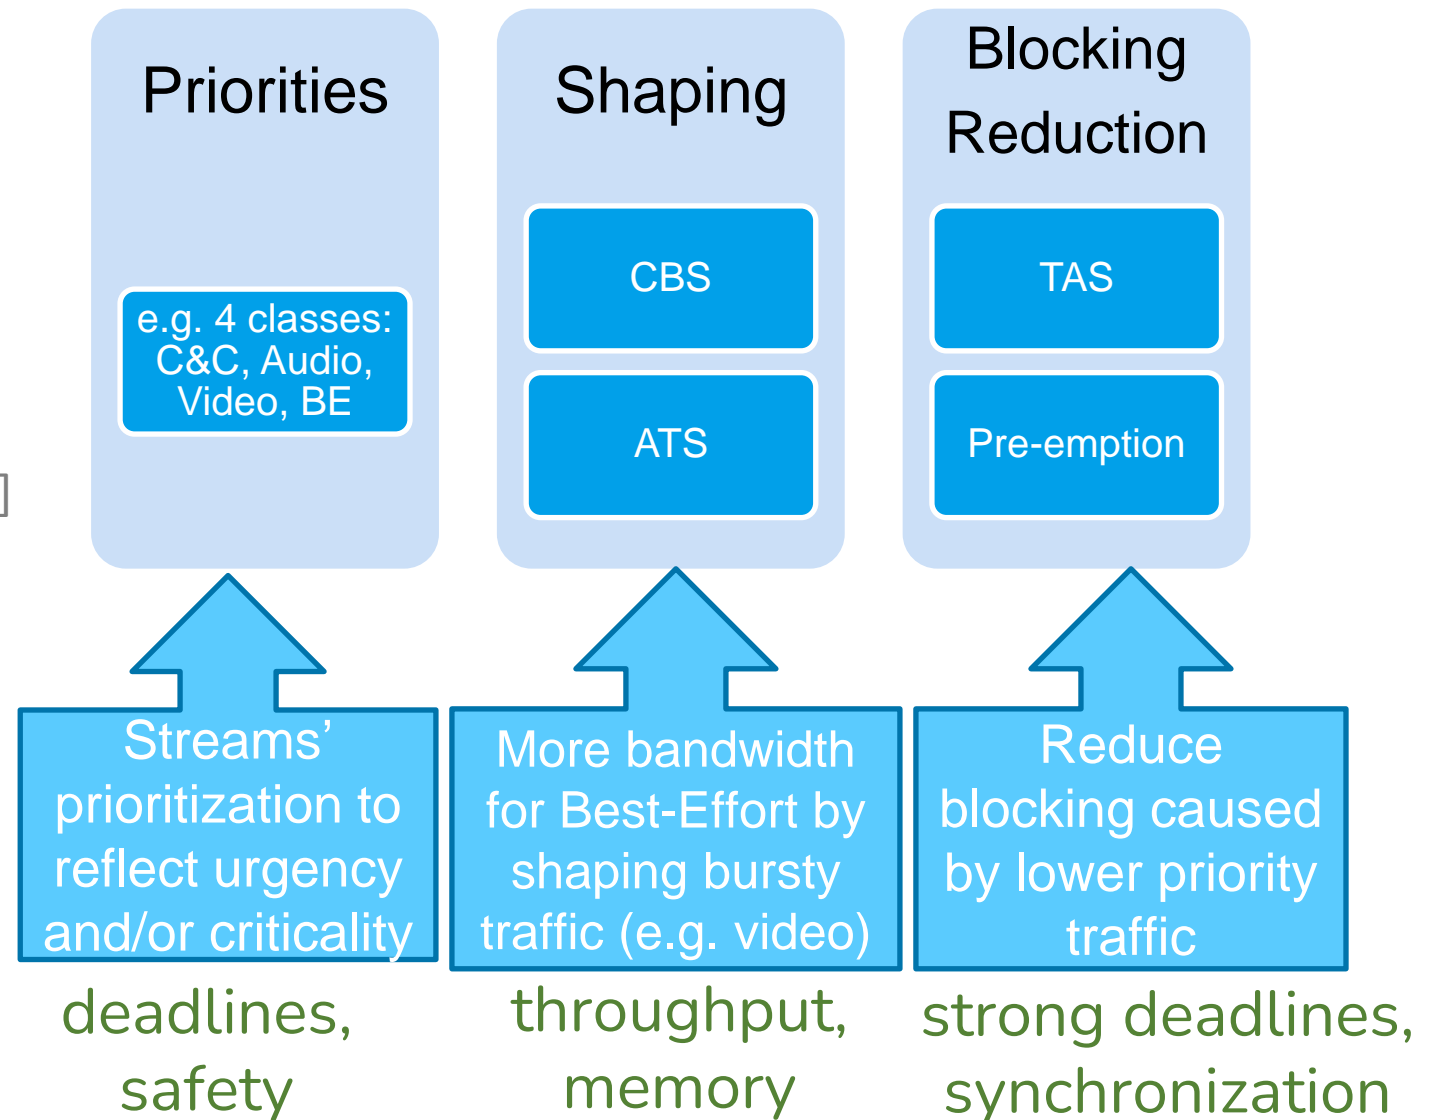 Priorities
e.g. 4 classes:
C&C, Audio,
Video, BE
Shaping
CBS
ATS
Blocking
Reduction
TAS
Pre-emption
]
Streams’
prioritization to
reflect urgency
and/or criticality
More bandwidth
for Best-Effort by
shaping bursty
traffic (e.g. video)
Reduce
blocking caused
by lower priority
traffic
deadlines,
safety
throughput,
memory
strong deadlines,
synchronization